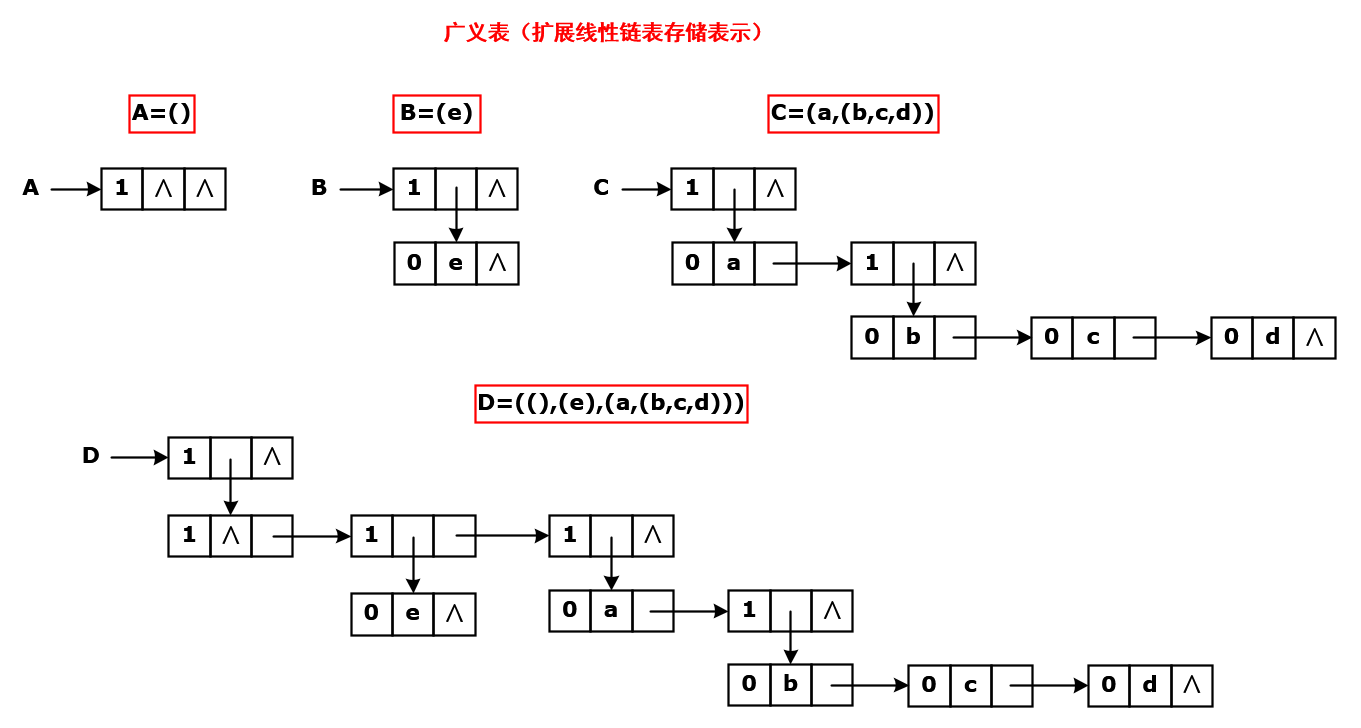 广义表（扩展线性链表存储表示）
A=() B=(e) C=(a,(b,c,d))
A 1 ∧ ∧ B 1 ∧ C 1 ∧
0 e ∧ 0 a 1 ∧
0 b 0 c 0 d ∧
D=((),(e),(a,(b,c,d)))
D 1 ∧
1 ∧ 1 1 ∧
0 e ∧ 0 a 1 ∧
0 b 0 c 0 d ∧